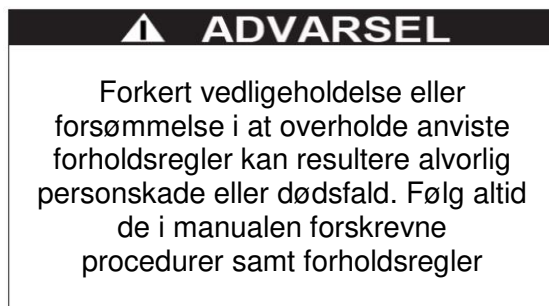 ADVARSEL
Forkert vedligeholdelse eller
forsømmelse i at overholde anviste
forholdsregler kan resultere alvorlig
personskade eller dødsfald. Følg altid
de i manualen forskrevne
procedurer samt forholdsregler